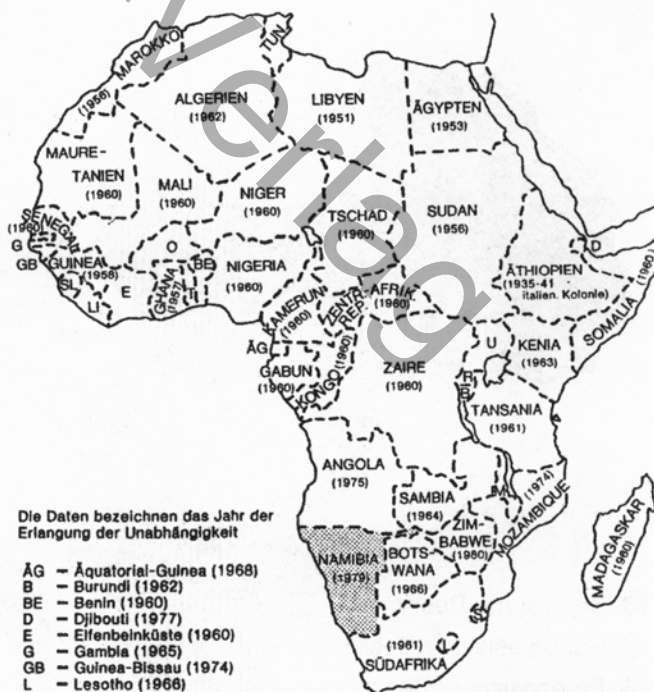 Verlag
MAROKKO
(1956)
TUN.
ALGERIEN
(1962)
LIBYEN
(1951)
ÄGYPTEN
(1953)
MAURE-
TANIEN
(1960)
MALI
(1960)
NIGER
(1960)
TSCHAD
(1960)
SUDAN
(1956)
SENEGAL
(1960)
G
GB
GUINEA
(1958)
SL
LI
E
O
GHANA
(1957)
T
BE
NIGERIA
(1960)
KAMERUN
(1960)
ZENTR.
AFRIK.
REP.
(1960)
D
ÄTHIOPIEN
(1935-41
italien. Kolonie)
SOMALIA
(1960)
ÄG
GABUN
(1960)
KONGO
(1960)
ZAIRE
(1960)
U
KENIA
(1963)
R
B
TANSANIA
(1961)
ANGOLA
(1975)
SAMBIA
(1964)
M
(1974)
MOZAMBIQUE
ZIM-
BABWE
(1980)
MADAGASKAR
(1960)
NAMIBIA
(1979)
BOTS-
WANA
(1966)
S
L
(1961)
SÜDAFRIKA
Die Daten bezeichnen das Jahr der
Erlangung der Unabhängigkeit
ÄG – Äquatorial-Guinea (1968)
B – Burundi (1962)
BE – Benin (1960)
D – Djibouti (1977)
E – Elfenbeinküste (1960)
G – Gambia (1965)
GB – Guinea-Bissau (1974)
L – Lesotho (1966)